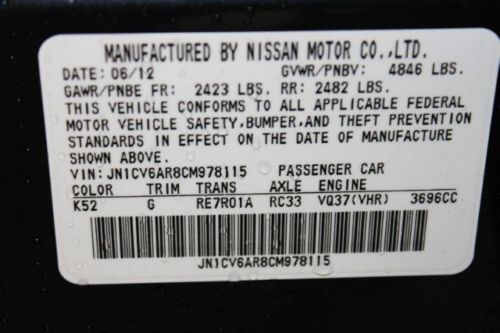 MANUFACTURED BY NISSAN MOTOR CO.,LTD.
DATE: 06/12 GVWR/PNBV: 4846 LBS.
GAWR/PNBE FR: 2423 LBS. RR: 2482 LBS.
THIS VEHICLE CONFORMS TO ALL APPLICABLE FEDERAL
MOTOR VEHICLE SAFETY, BUMPER, AND THEFT PREVENTION
STANDARDS IN EFFECT ON THE DATE OF MANUFACTURE
SHOWN ABOVE.
VIN: JN1CV6AR8CM978115 PASSENGER CAR
COLOR TRIM TRANS AXLE ENGINE
K52 G RE7R01A RC33 VQ37(VHR) 3696CC
JN1CV6AR8CM978115